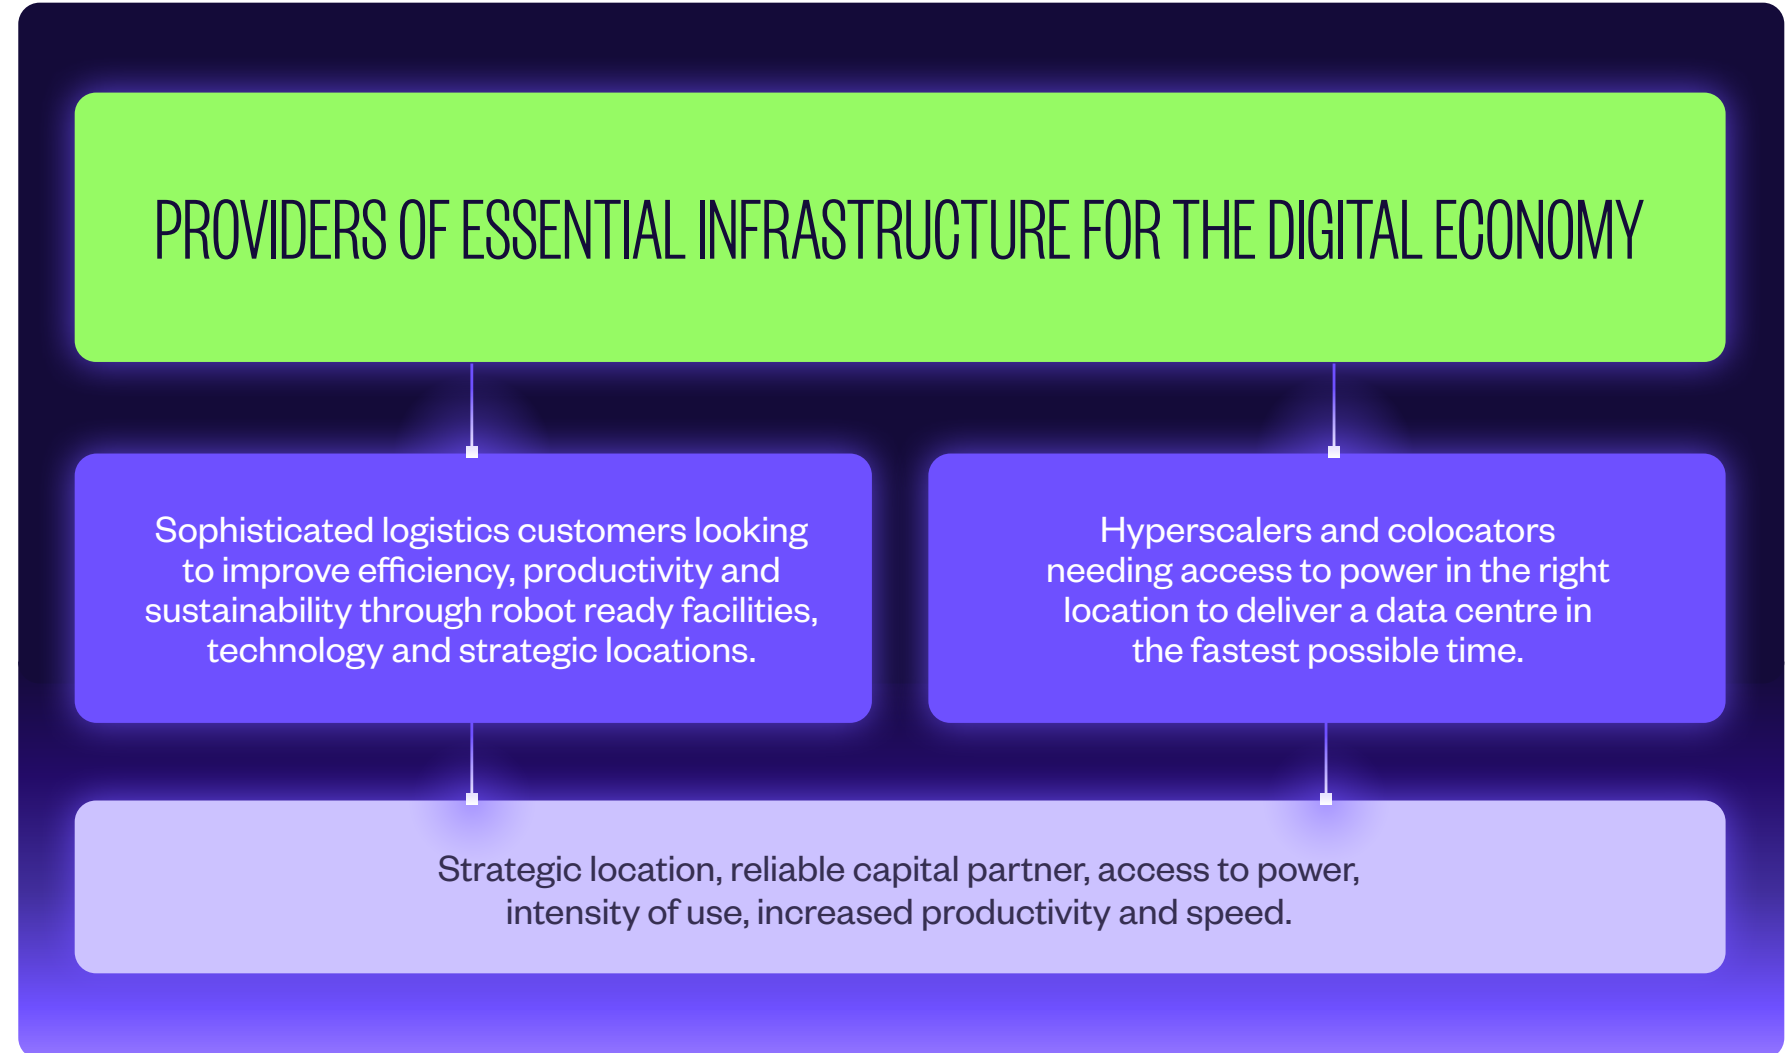 PROVIDERS OF ESSENTIAL INFRASTRUCTURE FOR THE DIGITAL ECONOMY
Sophisticated logistics customers looking
to improve efficiency, productivity and
sustainability through robot ready facilities,
technology and strategic locations.
Hyperscalers and colocators
needing access to power in the right
location to deliver a data centre in
the fastest possible time.
Strategic location, reliable capital partner, access to power,
intensity of use, increased productivity and speed.